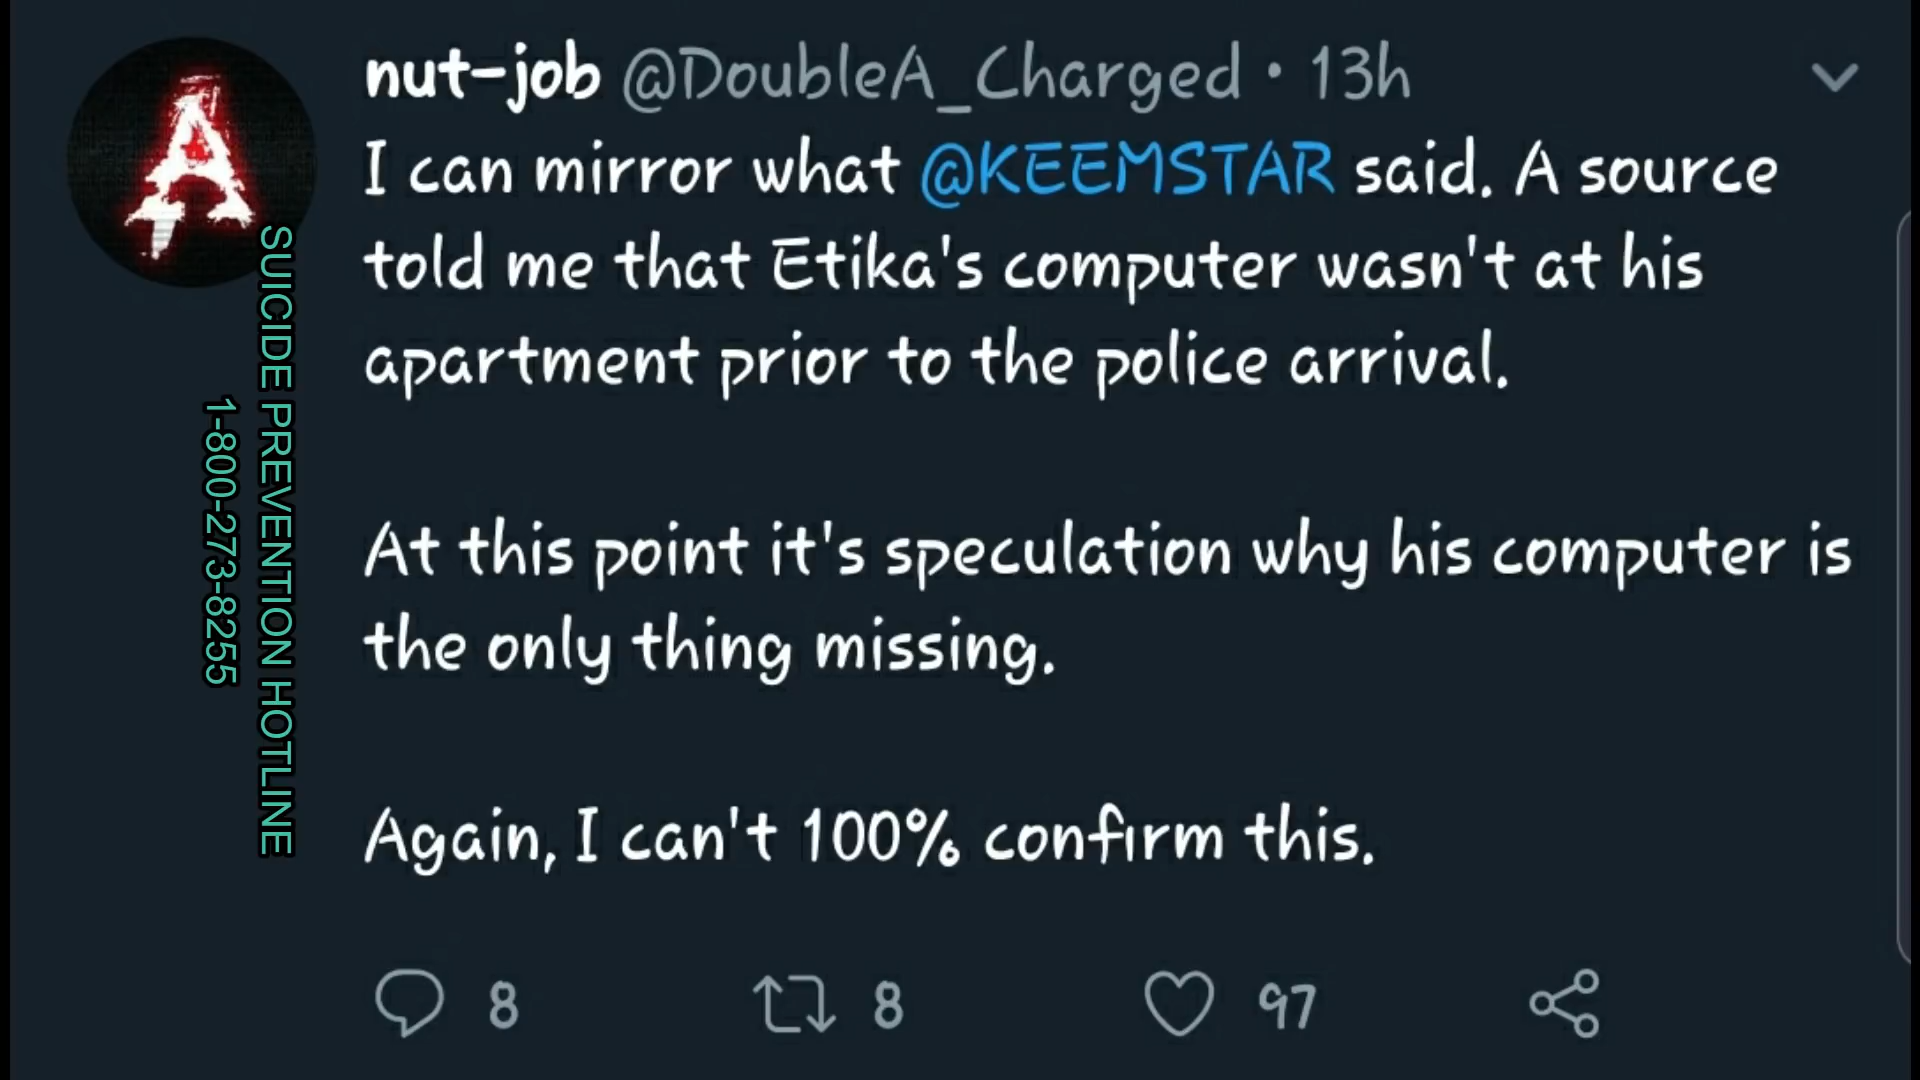 nut-job @DoubleA_Charged • 13h
I can mirror what @KEEMSTAR said. A source
told me that Etika's computer wasn't at his
apartment prior to the police arrival.
At this point it's speculation why his computer is
the only thing missing.
Again, I can't 100% confirm this.
8 8 97
SUICIDE PREVENTION HOTLINE
1-800-273-8255
A